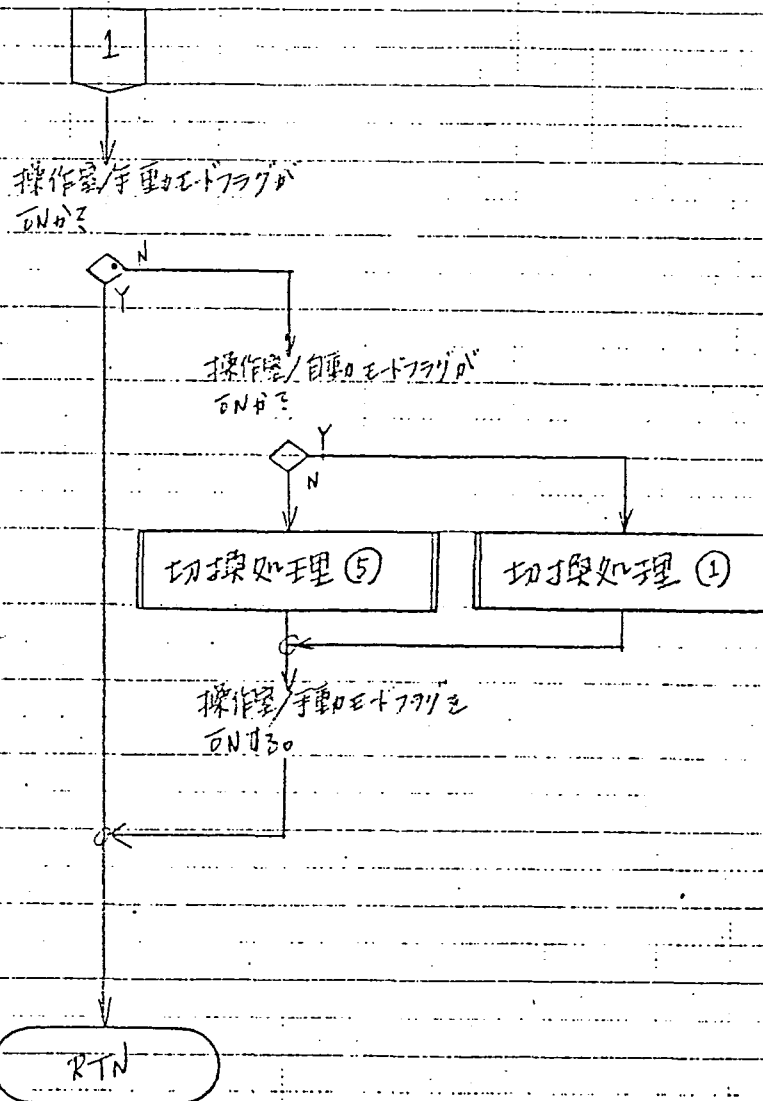 1
操作室/手動モードフラグが
ONか?
N
Y
操作室/自動モードフラグが
ONか?
Y
N
切換処理 ⑤
切換処理 ①
操作室/手動モードフラグを
ONする。
RTN